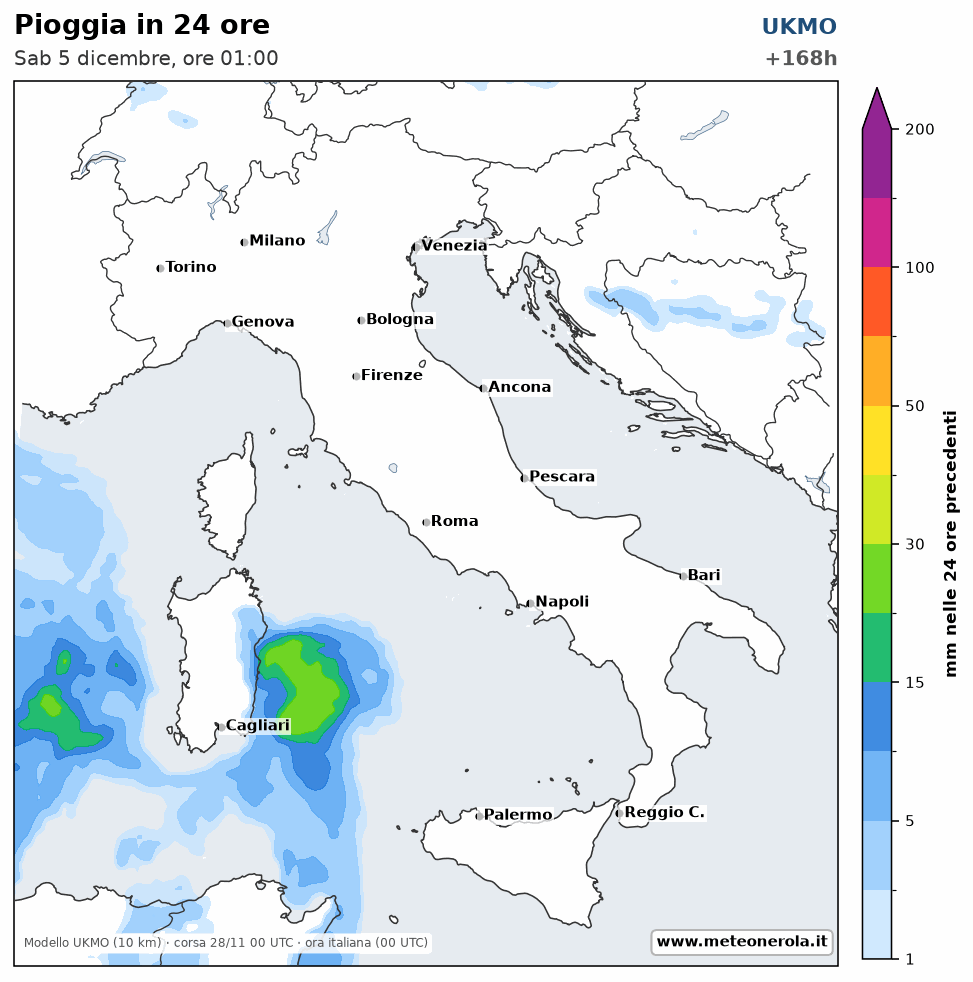 Pioggia in 24 ore
UKMO
Sab 5 dicembre, ore 01:00
+168h
Milano
Venezia
Torino
Genova
Bologna
Firenze
Ancona
Pescara
Roma
Bari
Napoli
Cagliari
Palermo
Reggio C.
200
100
50
30
15
5
1
mm nelle 24 ore precedenti
Modello UKMO (10 km) · corsa 28/11 00 UTC · ora italiana (00 UTC)
www.meteonerola.it